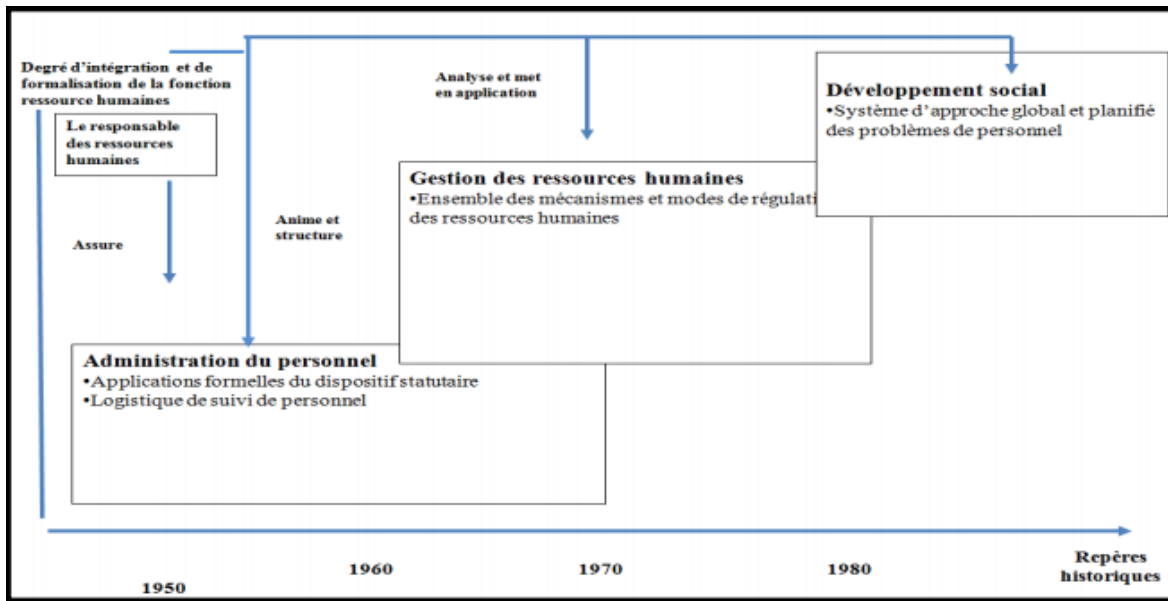 Degré d'intégration et de
formalisation de la fonction
ressource humaines
Le responsable
des ressources
humaines
Assure
Anime et
structure
Analyse et met
en application
Développement social
•Système d'approche global et planifié
des problèmes de personnel
Gestion des ressources humaines
•Ensemble des mécanismes et modes de régulati
des ressources humaines
Administration du personnel
•Applications formelles du dispositif statutaire
•Logistique de suivi de personnel
1950
1960
1970
1980
Repères
historiques